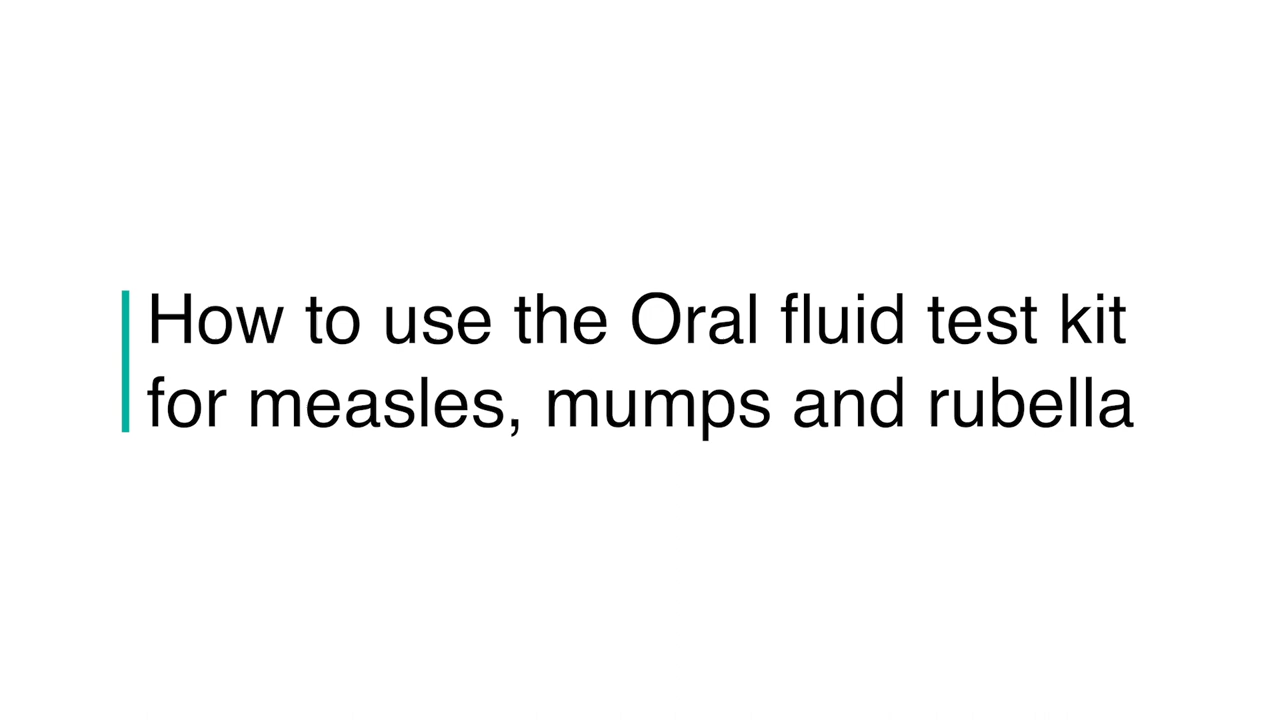 How to use the Oral fluid test kit
for measles, mumps and rubella